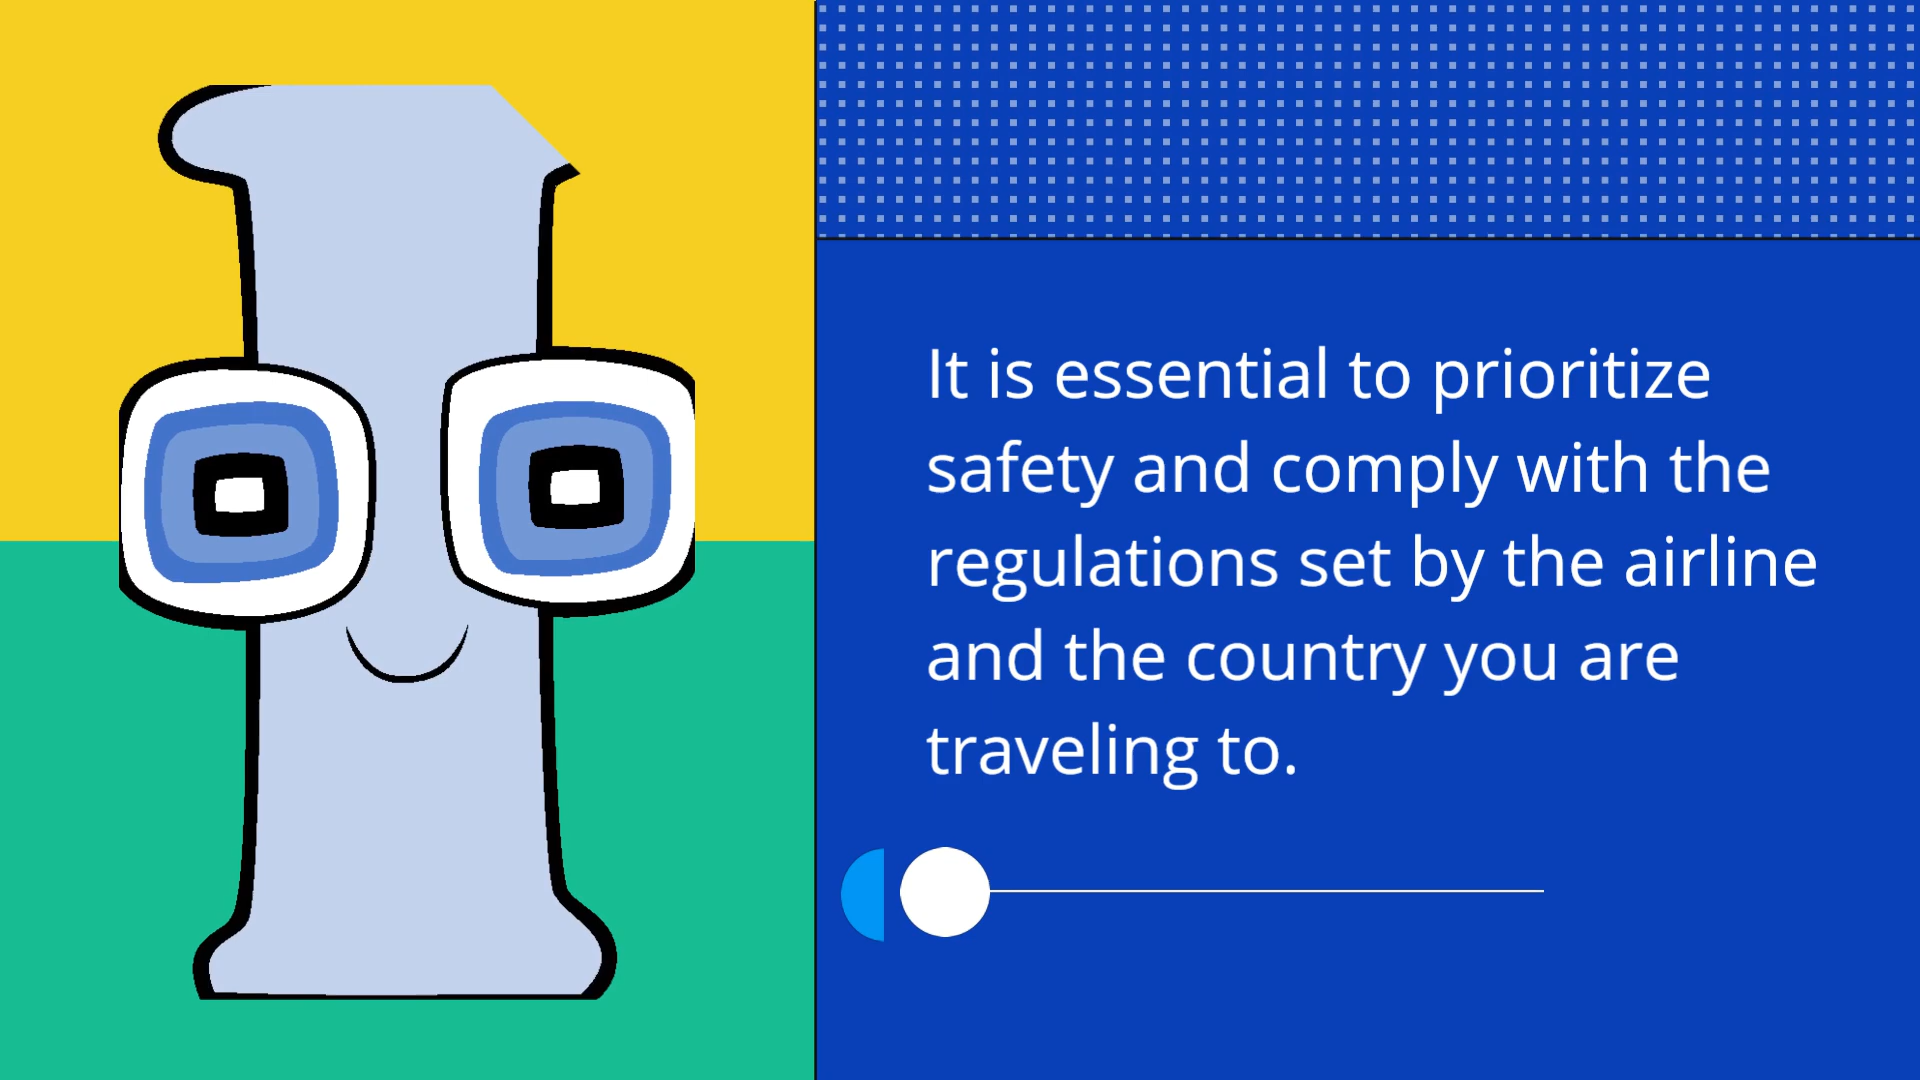 It is essential to prioritize
safety and comply with the
regulations set by the airline
and the country you are
traveling to.